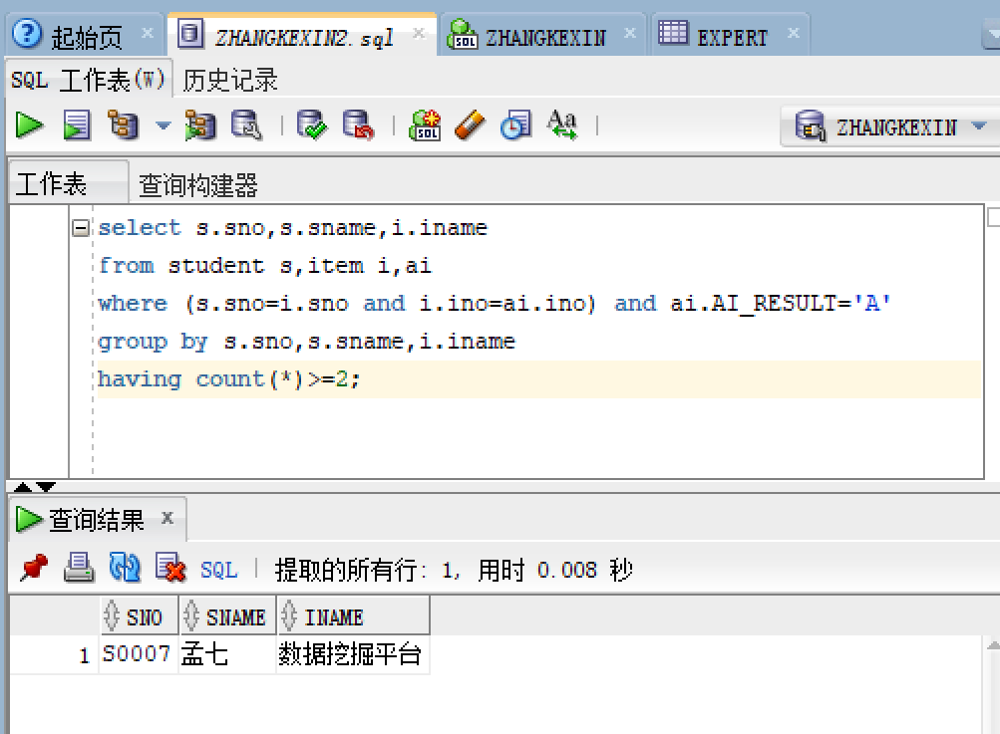 起始页 ZHANGKEXIN2.sql ZHANGKEXIN EXPERT
SQL 工作表(W) 历史记录
SQL Aa ZHANGKEXIN
工作表 查询构建器
select s.sno,s.sname,i.iname
from student s,item i,ai
where (s.sno=i.sno and i.ino=ai.ino) and ai.AI_RESULT='A'
group by s.sno,s.sname,i.iname
having count(*)>=2;
查询结果
SQL 提取的所有行: 1, 用时 0.008 秒
SNO SNAME INAME
1 S0007 孟七 数据挖掘平台